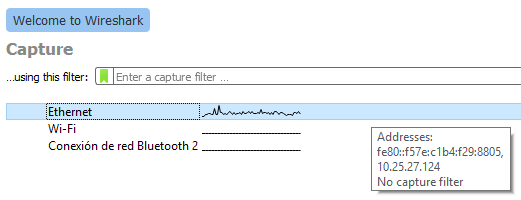 Welcome to Wireshark
Capture
...using this filter: Enter a capture filter ...
Ethernet
Wi-Fi
Conexión de red Bluetooth 2
Addresses:
fe80::f57e:c1b4:f29:8805,
10.25.27.124
No capture filter